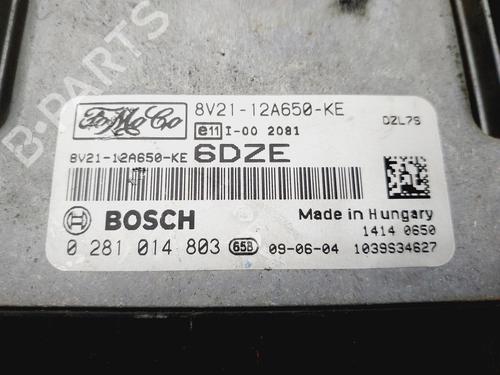 B-PARTS
FoMoCo
8V21-12A650-KE
e11 I-00 2081
DZL7S
8V21-12A650-KE 6DZE
BOSCH
Made in Hungary
1414 0650
0 281 014 803 65B 09-06-04 1039S34627